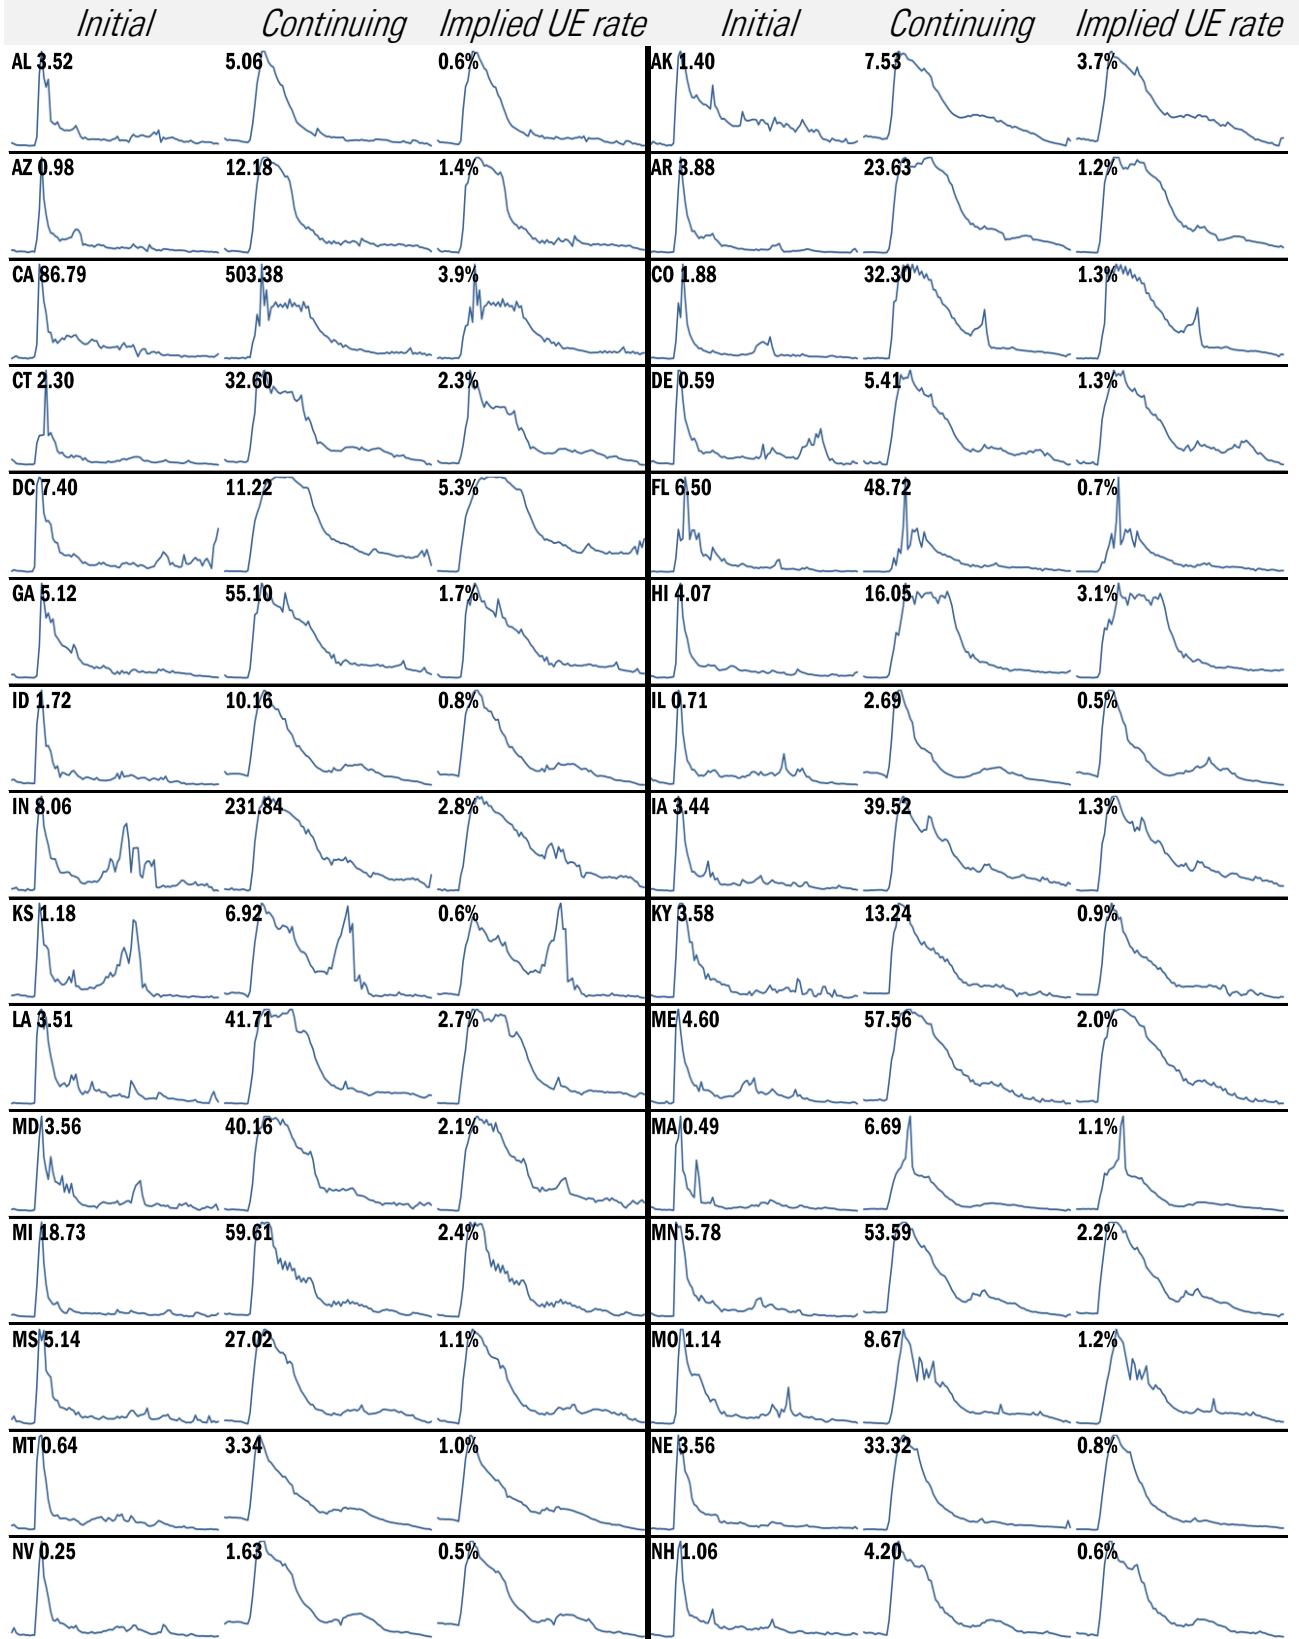 Initial Continuing Implied UE rate Initial Continuing Implied UE rate
AL 3.52 5.06 0.6% AK 1.40 7.53 3.7%
AZ 0.98 12.18 1.4% AR 3.88 23.63 1.2%
CA 86.79 503.38 3.9% CO 1.88 32.30 1.3%
CT 2.30 32.60 2.3% DE 0.59 5.41 1.3%
DC 7.40 11.22 5.3% FL 6.50 48.72 0.7%
GA 5.12 55.10 1.7% HI 4.07 16.05 3.1%
ID 1.72 10.16 0.8% IL 0.71 2.69 0.5%
IN 8.06 231.84 2.8% IA 3.44 39.52 1.3%
KS 1.18 6.92 0.6% KY 3.58 13.24 0.9%
LA 3.51 41.71 2.7% ME 4.60 57.56 2.0%
MD 3.56 40.16 2.1% MA 0.49 6.69 1.1%
MI 18.73 59.61 2.4% MN 5.78 53.59 2.2%
MS 5.14 27.02 1.1% MO 1.14 8.67 1.2%
MT 0.64 3.34 1.0% NE 3.56 33.32 0.8%
NV 0.25 1.63 0.5% NH 1.06 4.20 0.6%